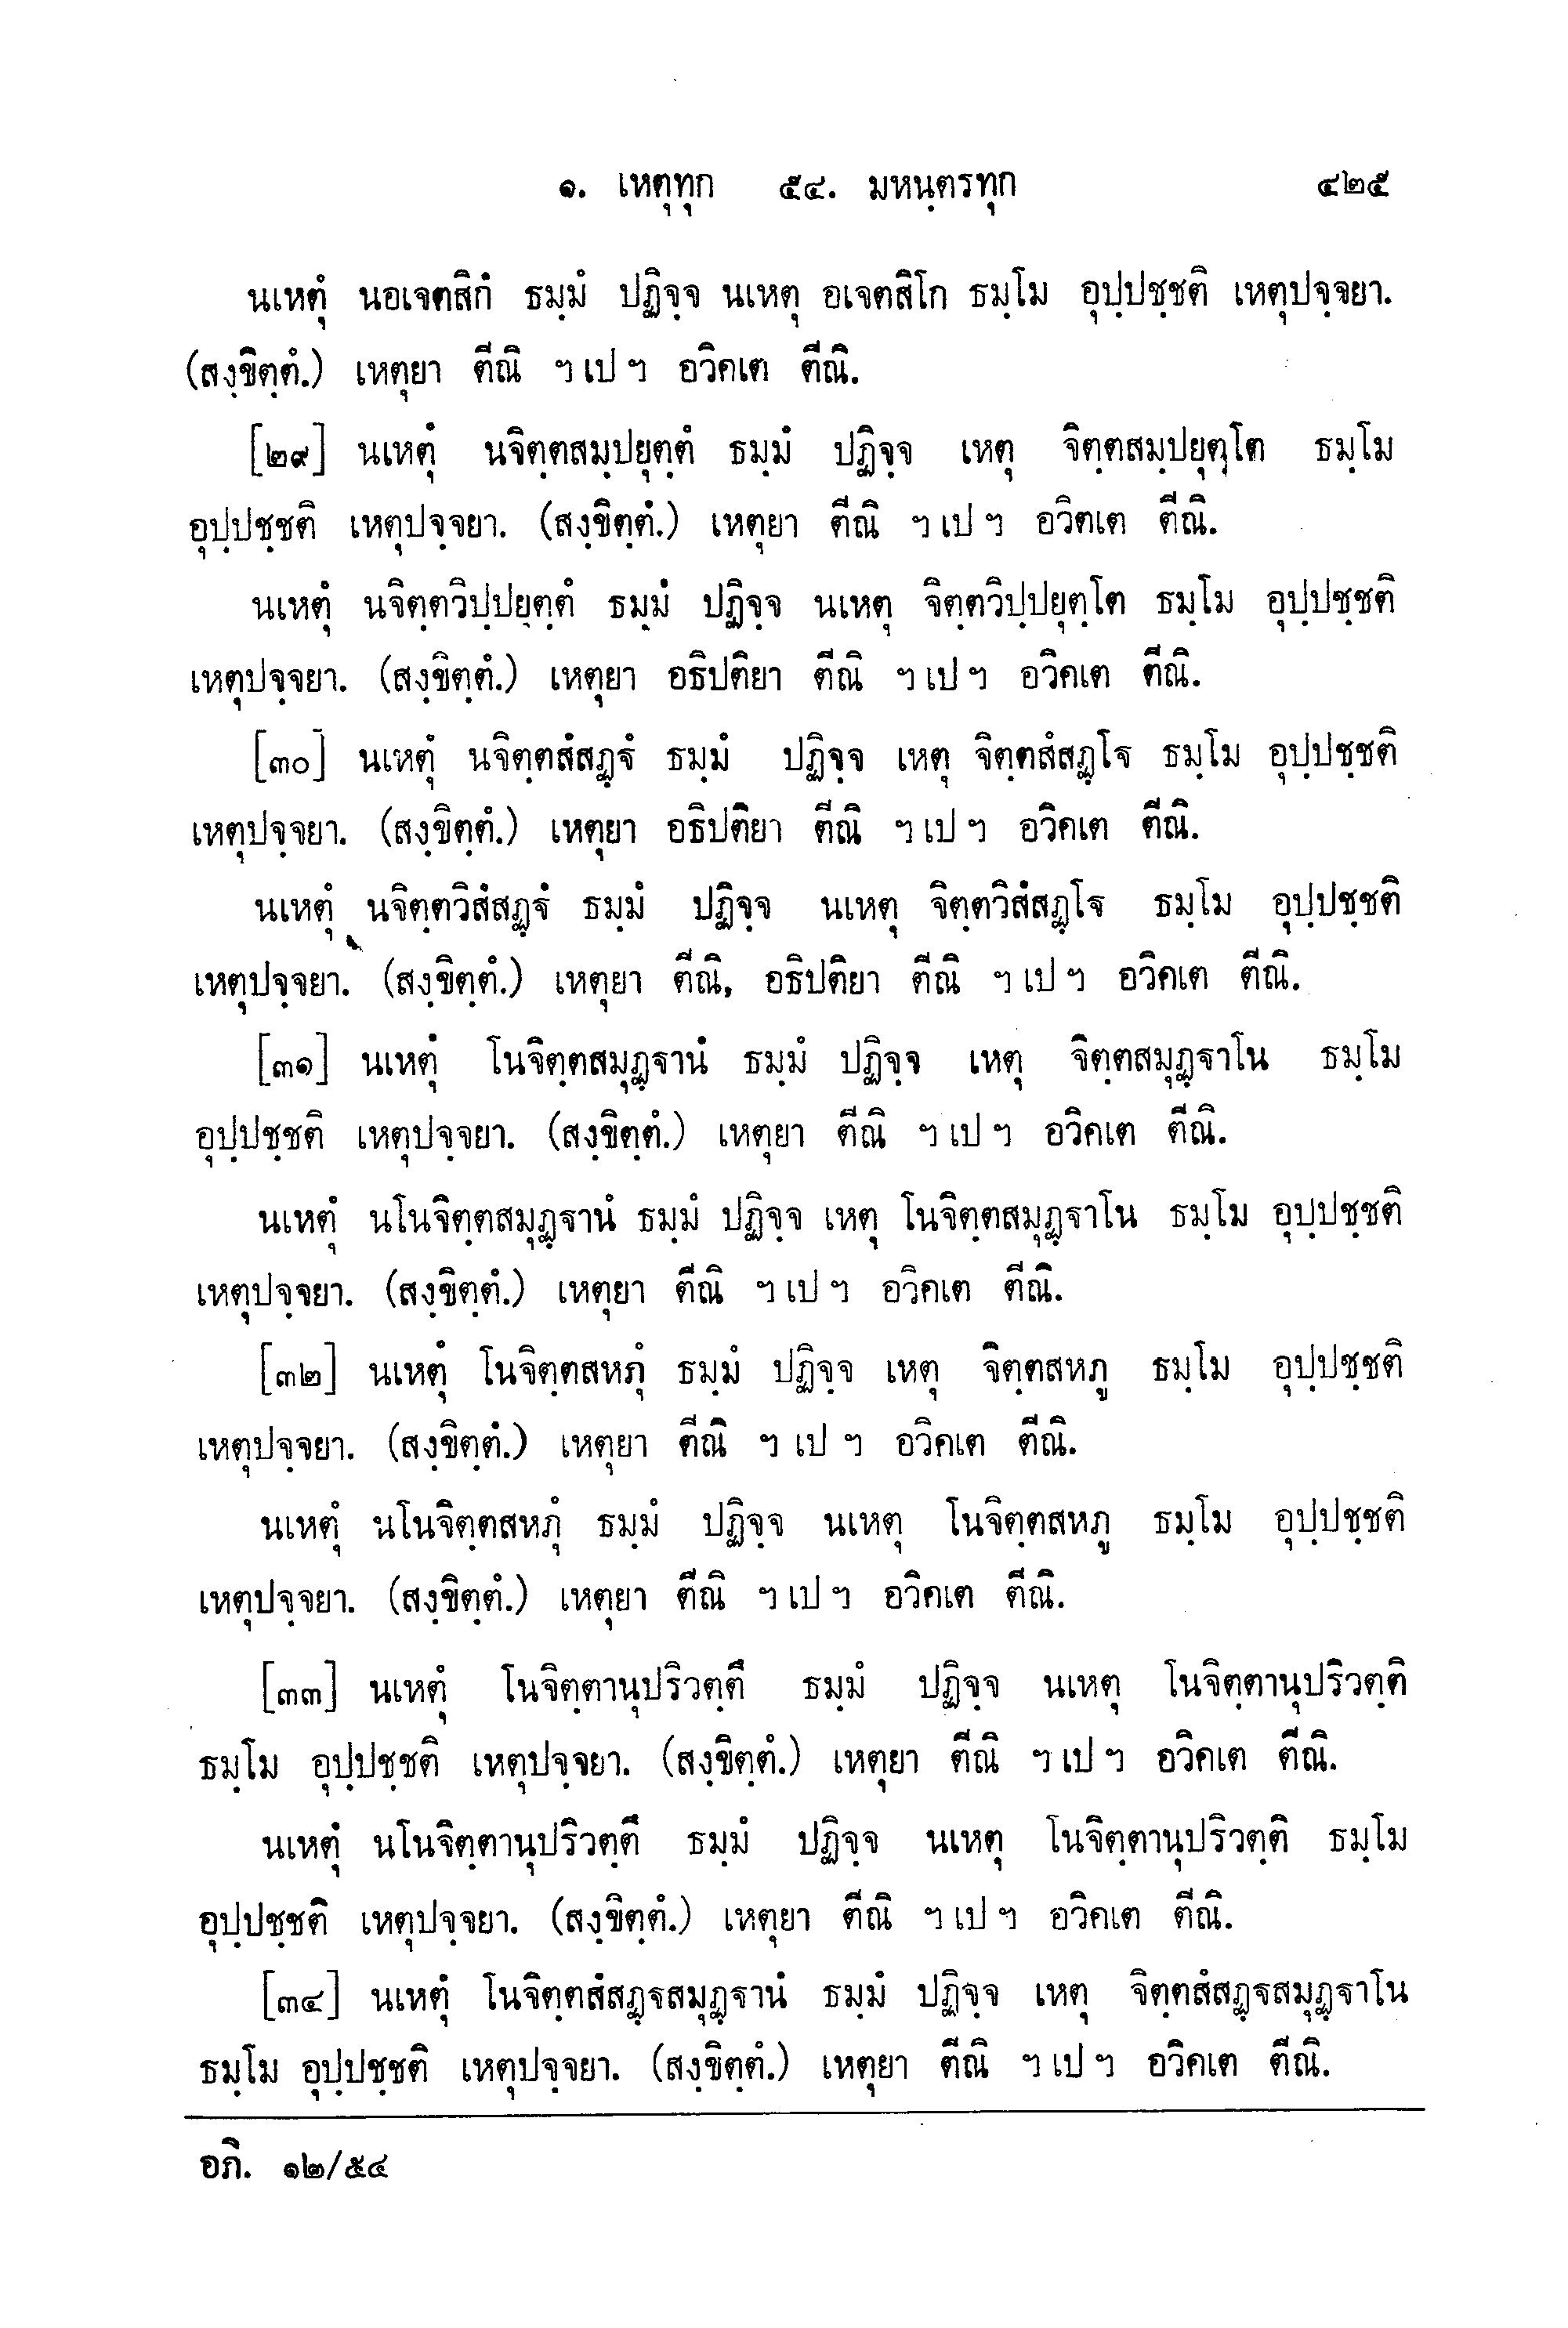 ๑. เหตุทุก ๕๔. มหนฺตรทุก ๔๒๕
นเหตุํ นอเจตสิกํ ธมฺมํ ปฏิจฺจ นเหตุ อเจตสิโก ธมฺโม อุปฺปชฺชติ เหตุปจฺจยา.
(สงฺขิตฺตํ.) เหตุยา ตีณิ ฯ เป ฯ อวิคเต ตีณิ.
[๒๙] นเหตุํ นจิตฺตสมฺปยุตฺตํ ธมฺมํ ปฏิจฺจ เหตุ จิตฺตสมฺปยุตฺโต ธมฺโม
อุปฺปชฺชติ เหตุปจฺจยา. (สงฺขิตฺตํ.) เหตุยา ตีณิ ฯ เป ฯ อวิคเต ตีณิ.
นเหตุํ นจิตฺตวิปฺปยุตฺตํ ธมฺมํ ปฏิจฺจ นเหตุ จิตฺตวิปฺปยุตฺโต ธมฺโม อุปฺปชฺชติ
เหตุปจฺจยา. (สงฺขิตฺตํ.) เหตุยา อธิปติยา ตีณิ ฯ เป ฯ อวิคเต ตีณิ.
[๓๐] นเหตุํ นจิตฺตสํสฏฺฐํ ธมฺมํ ปฏิจฺจ เหตุ จิตฺตสํสฏฺโฐ ธมฺโม อุปฺปชฺชติ
เหตุปจฺจยา. (สงฺขิตฺตํ.) เหตุยา อธิปติยา ตีณิ ฯ เป ฯ อวิคเต ตีณิ.
นเหตุํ นจิตฺตวิสํสฏฺฐํ ธมฺมํ ปฏิจฺจ นเหตุ จิตฺตวิสํสฏฺโฐ ธมฺโม อุปฺปชฺชติ
เหตุปจฺจยา. (สงฺขิตฺตํ.) เหตุยา ตีณิ, อธิปติยา ตีณิ ฯ เป ฯ อวิคเต ตีณิ.
[๓๑] นเหตุํ โนจิตฺตสมุฏฺฐานํ ธมฺมํ ปฏิจฺจ เหตุ จิตฺตสมุฏฺฐาโน ธมฺโม
อุปฺปชฺชติ เหตุปจฺจยา. (สงฺขิตฺตํ.) เหตุยา ตีณิ ฯ เป ฯ อวิคเต ตีณิ.
นเหตุํ นโนจิตฺตสมุฏฺฐานํ ธมฺมํ ปฏิจฺจ เหตุ โนจิตฺตสมุฏฺฐาโน ธมฺโม อุปฺปชฺชติ
เหตุปจฺจยา. (สงฺขิตฺตํ.) เหตุยา ตีณิ ฯ เป ฯ อวิคเต ตีณิ.
[๓๒] นเหตุํ โนจิตฺตสหภุํ ธมฺมํ ปฏิจฺจ เหตุ จิตฺตสหภู ธมฺโม อุปฺปชฺชติ
เหตุปจฺจยา. (สงฺขิตฺตํ.) เหตุยา ตีณิ ฯ เป ฯ อวิคเต ตีณิ.
นเหตุํ นโนจิตฺตสหภุํ ธมฺมํ ปฏิจฺจ นเหตุ โนจิตฺตสหภู ธมฺโม อุปฺปชฺชติ
เหตุปจฺจยา. (สงฺขิตฺตํ.) เหตุยา ตีณิ ฯ เป ฯ อวิคเต ตีณิ.
[๓๓] นเหตุํ โนจิตฺตานุปริวตฺตึ ธมฺมํ ปฏิจฺจ นเหตุ โนจิตฺตานุปริวตฺติ
ธมฺโม อุปฺปชฺชติ เหตุปจฺจยา. (สงฺขิตฺตํ.) เหตุยา ตีณิ ฯ เป ฯ อวิคเต ตีณิ.
นเหตุํ นโนจิตฺตานุปริวตฺตึ ธมฺมํ ปฏิจฺจ นเหตุ โนจิตฺตานุปริวตฺติ ธมฺโม
อุปฺปชฺชติ เหตุปจฺจยา. (สงฺขิตฺตํ.) เหตุยา ตีณิ ฯ เป ฯ อวิคเต ตีณิ.
[๓๔] นเหตุํ โนจิตฺตสํสฏฺฐสมุฏฺฐานํ ธมฺมํ ปฏิจฺจ เหตุ จิตฺตสํสฏฺฐสมุฏฺฐาโน
ธมฺโม อุปฺปชฺชติ เหตุปจฺจยา. (สงฺขิตฺตํ.) เหตุยา ตีณิ ฯ เป ฯ อวิคเต ตีณิ.
อภิ. ๑๒/๕๔